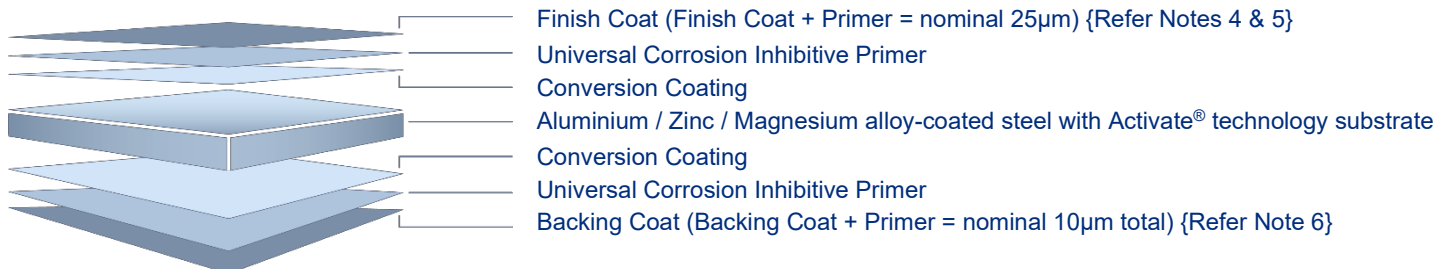 Finish Coat (Finish Coat + Primer = nominal 25µm) {Refer Notes 4 & 5}
Universal Corrosion Inhibitive Primer
Conversion Coating
Aluminium / Zinc / Magnesium alloy-coated steel with Activate® technology substrate
Conversion Coating
Universal Corrosion Inhibitive Primer
Backing Coat (Backing Coat + Primer = nominal 10µm total) {Refer Note 6}